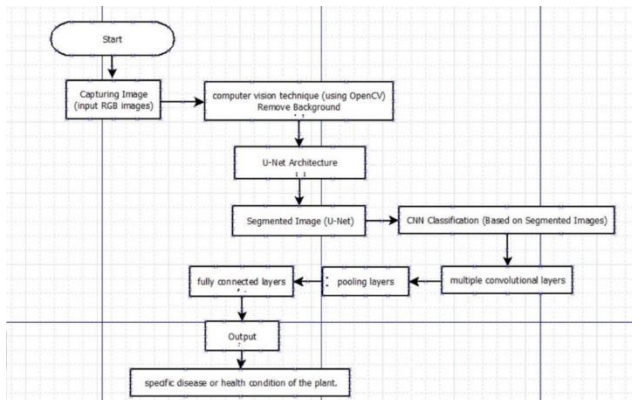 Start
Capturing Image
(input RGB images)
computer vision technique (using OpenCV)
Remove Background
U-Net Architecture
Segmented Image (U-Net)
CNN Classification (Based on Segmented Images)
multiple convolutional layers
pooling layers
fully connected layers
Output
specific disease or health condition of the plant.